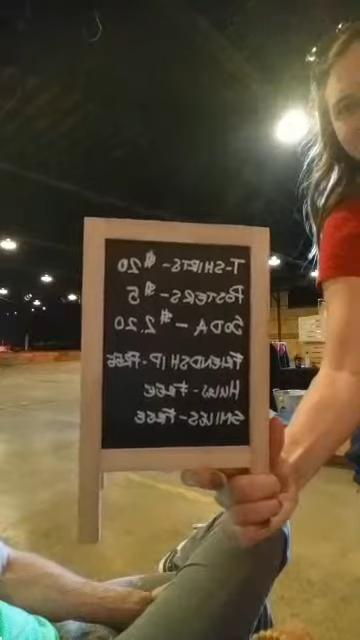 T-SHIRTS-$20
POSTERS-$5
SODA-$2.20
FRIENDSHIP-FREE
HUGS-FREE
SMILES-FREE